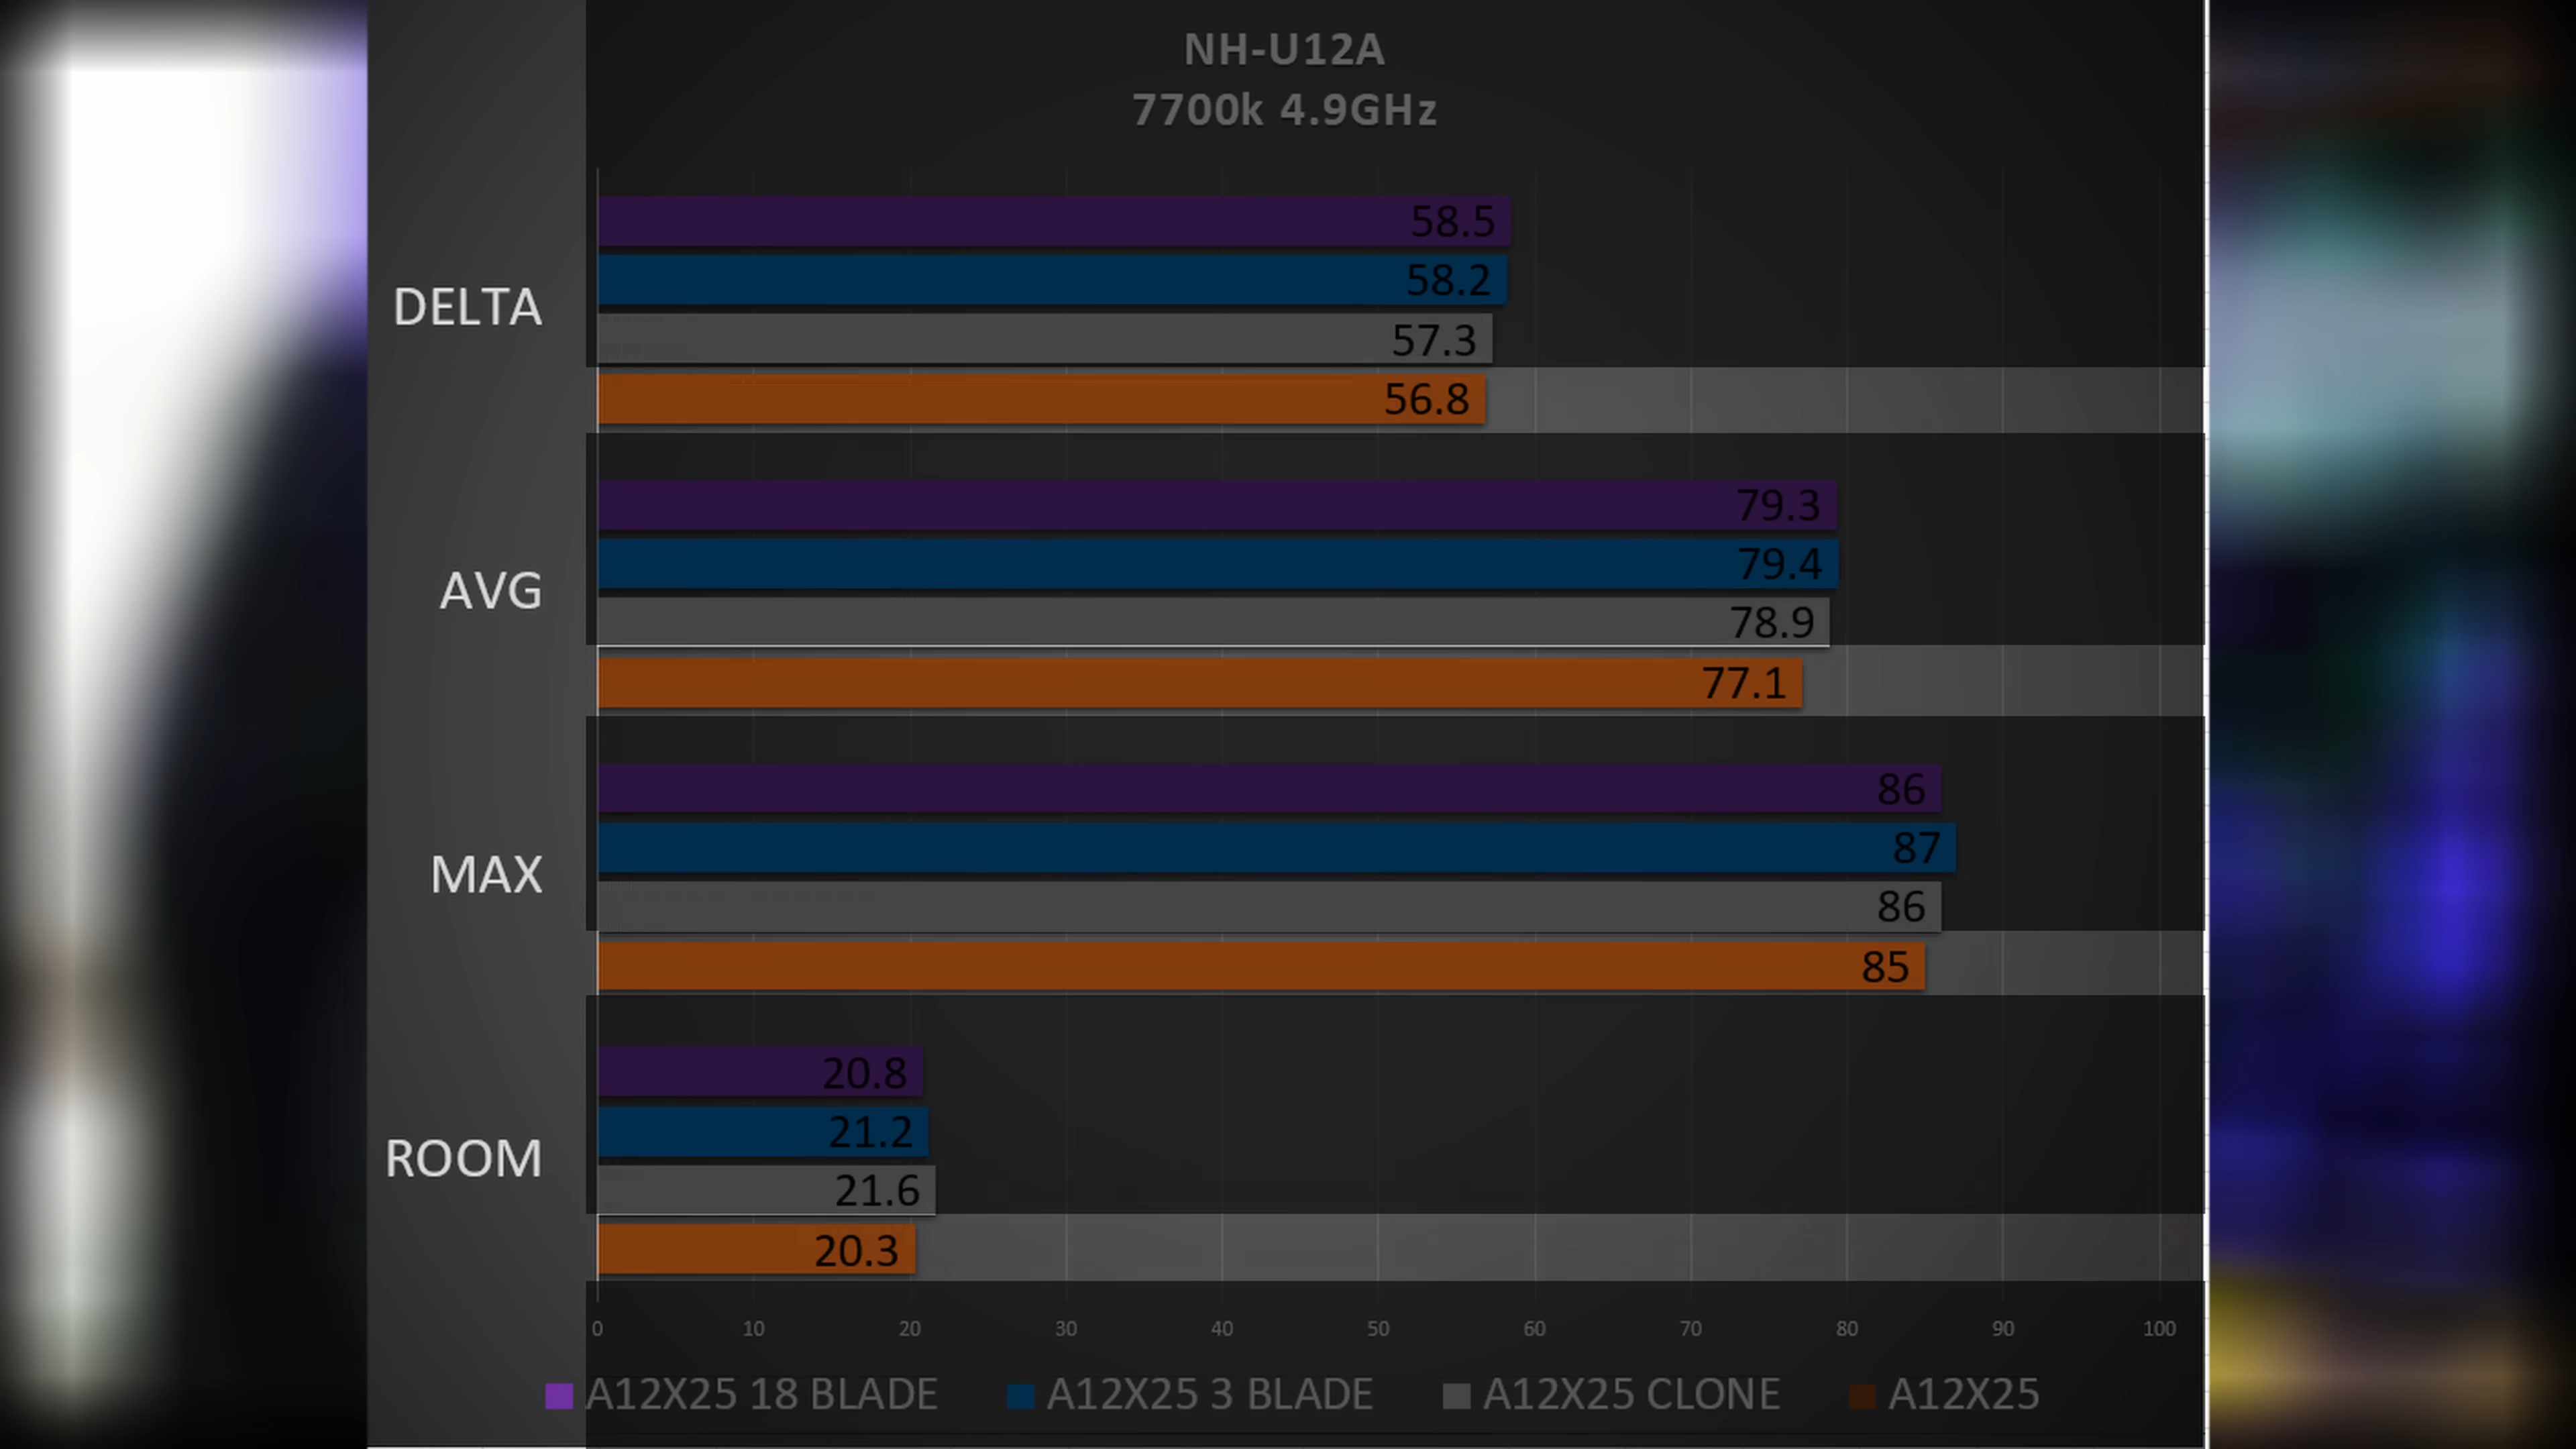 NH-U12A
7700k 4.9GHz
DELTA
58.5
58.2
57.3
56.8
AVG
79.3
79.4
78.9
77.1
MAX
86
87
86
85
ROOM
20.8
21.2
21.6
20.3
0 10 20 30 40 50 60 70 80 90 100
A12X25 18 BLADE A12X25 3 BLADE A12X25 CLONE A12X25